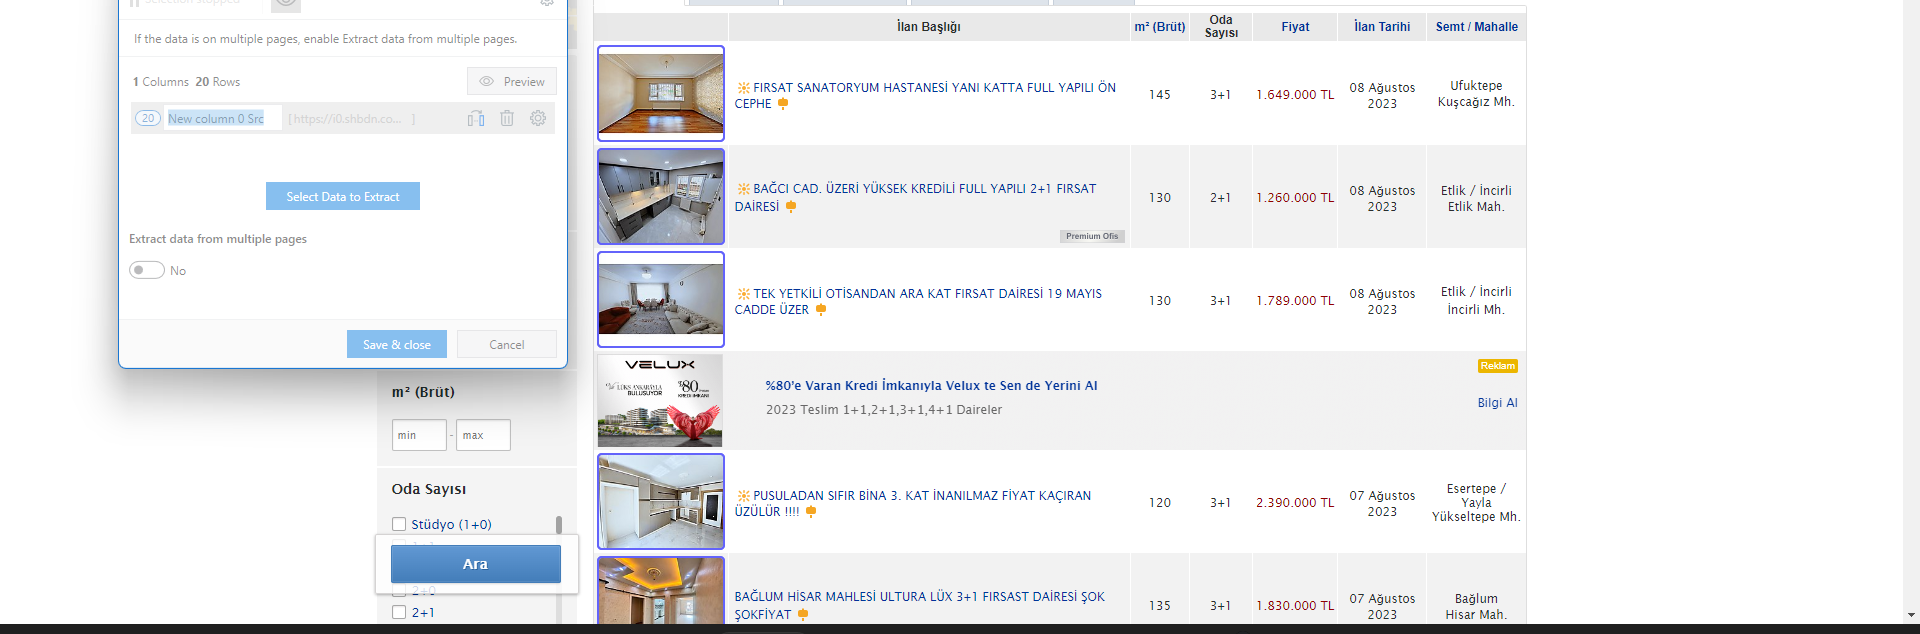 Selection stopped
If the data is on multiple pages, enable Extract data from multiple pages.
1 Columns 20 Rows
Preview
20 New column 0 Src [ https://i0.shbdn.co... ]
Select Data to Extract
Extract data from multiple pages
No
Save & close
Cancel
m² (Brüt)
min - max
Oda Sayısı
Stüdyo (1+0)
Ara
2+0
2+1
İlan Başlığı
m² (Brüt)
Oda
Sayısı
Fiyat
İlan Tarihi
Semt / Mahalle
FIRSAT SANATORYUM HASTANESİ YANI KATTA FULL YAPILI ÖN
CEPHE
145
3+1
1.649.000 TL
08 Ağustos
2023
Ufuktepe
Kuşcağız Mh.
BAĞCI CAD. ÜZERİ YÜKSEK KREDİLİ FULL YAPILI 2+1 FIRSAT
DAİRESİ
Premium Ofis
130
2+1
1.260.000 TL
08 Ağustos
2023
Etlik / İncirli
Etlik Mah.
TEK YETKİLİ OTİSANDAN ARA KAT FIRSAT DAİRESİ 19 MAYIS
CADDE ÜZER
130
3+1
1.789.000 TL
08 Ağustos
2023
Etlik / İncirli
İncirli Mh.
VELUX
LÜKS ANKARAYLA
BULUŞUYOR
%80
KREDİ İMKANI
%80'e Varan Kredi İmkanıyla Velux te Sen de Yerini Al
2023 Teslim 1+1,2+1,3+1,4+1 Daireler
Reklam
Bilgi Al
PUSULADAN SIFIR BİNA 3. KAT İNANILMAZ FİYAT KAÇIRAN
ÜZÜLÜR !!!!
120
3+1
2.390.000 TL
07 Ağustos
2023
Esertepe /
Yayla
Yükseltepe Mh.
BAĞLUM HİSAR MAHLESİ ULTURA LÜX 3+1 FIRSAST DAİRESİ ŞOK
ŞOKFİYAT
135
3+1
1.830.000 TL
07 Ağustos
2023
Bağlum
Hisar Mah.